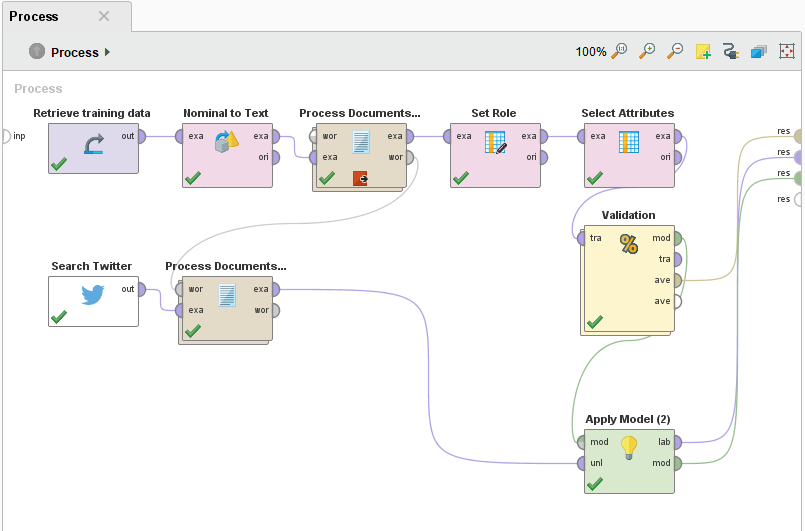 Process
Process
100%
Process
inp
Retrieve training data
out
Nominal to Text
exa exa
ori
Process Documents...
wor exa
exa wor
Set Role
exa exa
ori
Select Attributes
exa exa
ori
res
res
res
res
Validation
tra mod
tra
ave
ave
Search Twitter
out
Process Documents...
wor exa
exa wor
Apply Model (2)
mod lab
unl mod